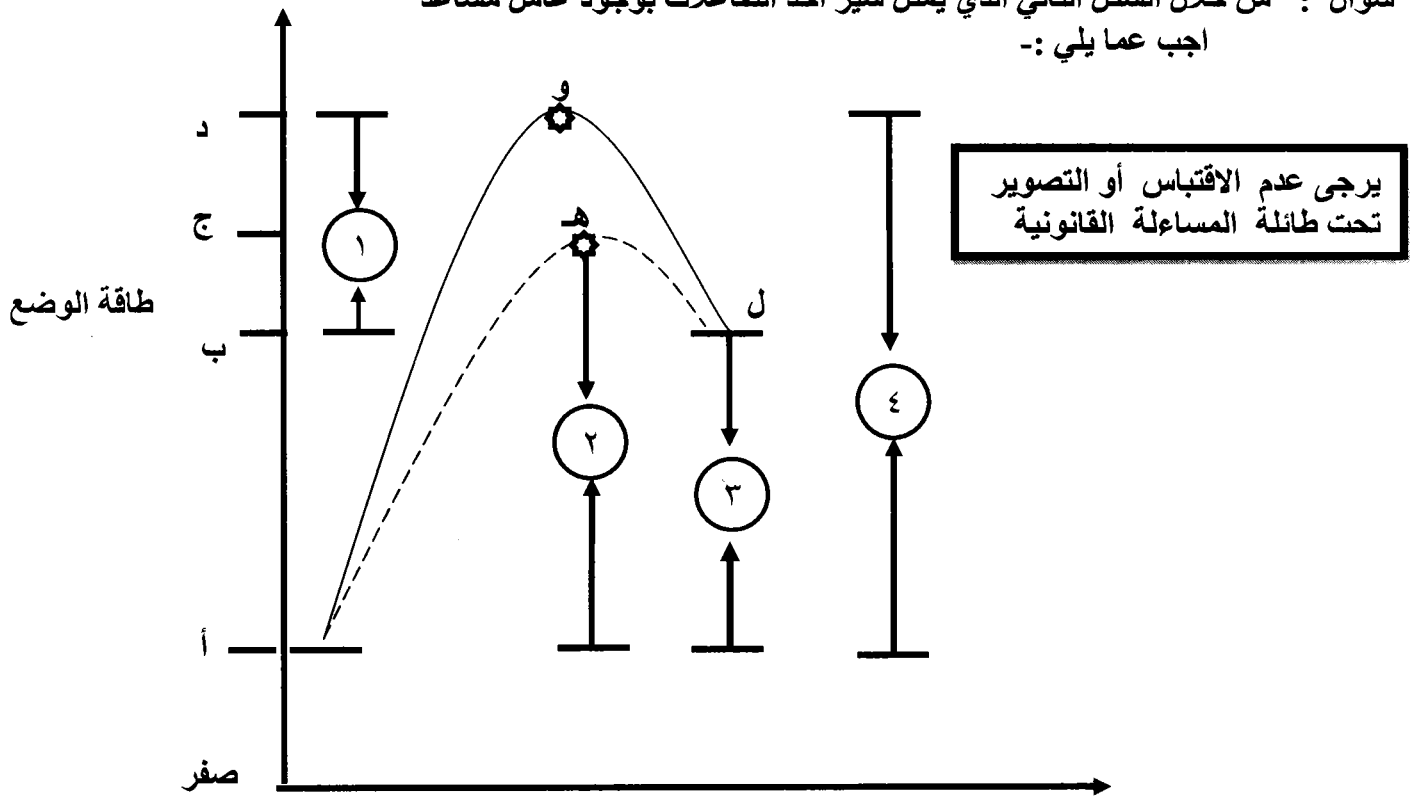 اجب عما يلي :-
و
د
يرجى عدم الاقتباس أو التصوير
تحت طائلة المساءلة القانونية
ج
هـ
١
طاقة الوضع
ب
ل
٤
٢
٣
أ
صفر